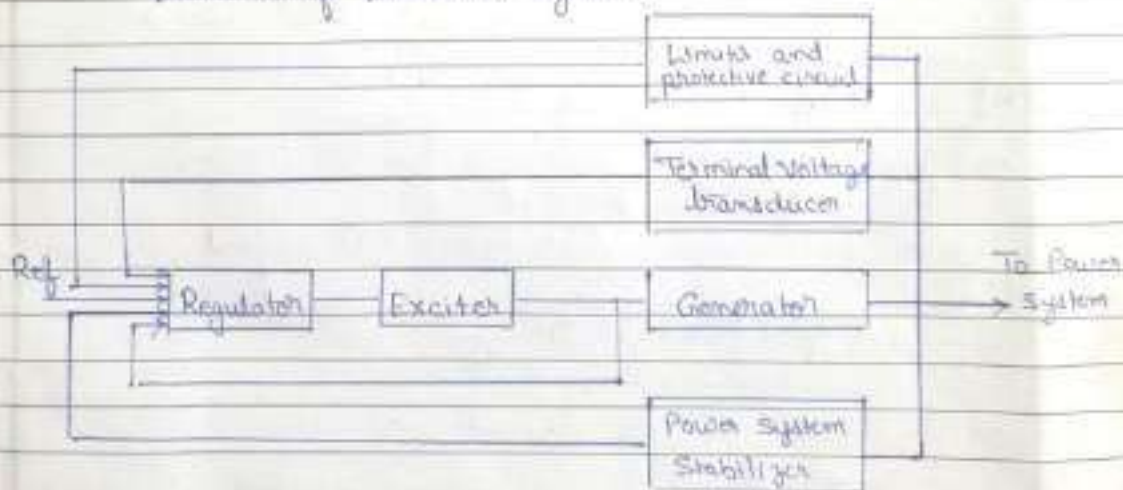 Limits and
protective circuit
Terminal Voltage
transducer
Ref
Regulator
Exciter
Generator
To Power
system
Power System
Stabilizer